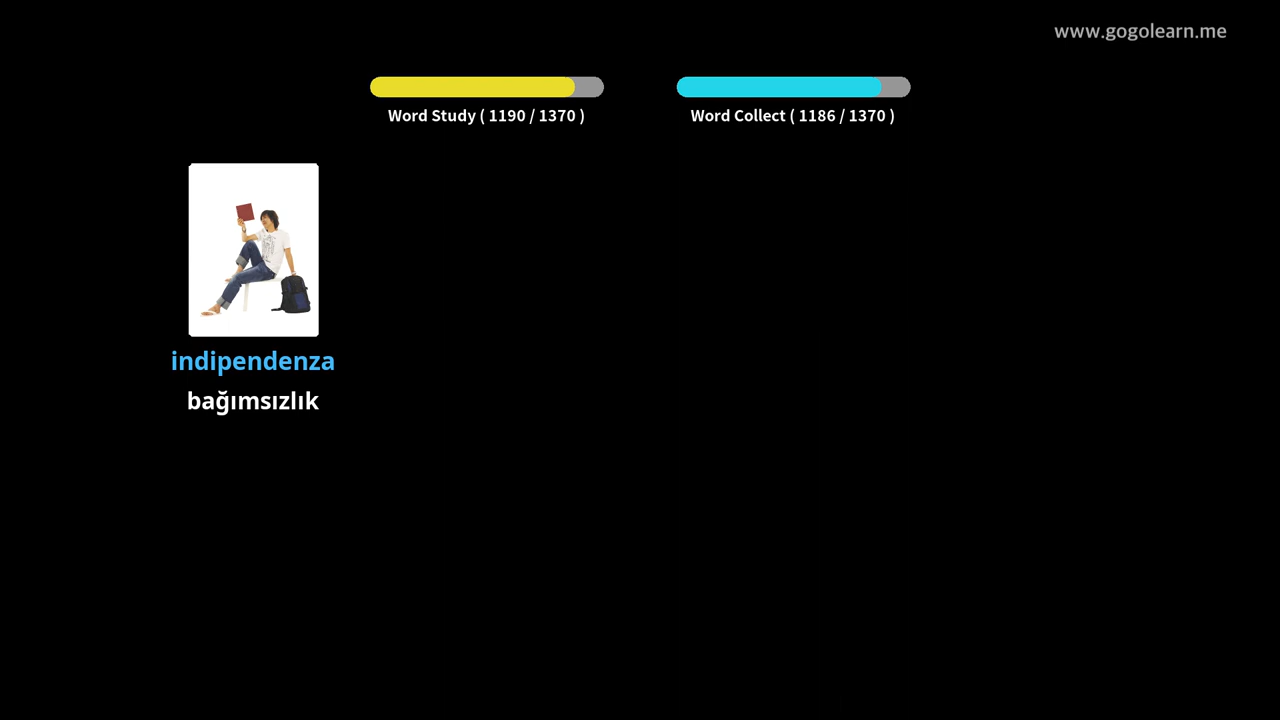 www.gogolearn.me
Word Study ( 1190 / 1370 )
Word Collect ( 1186 / 1370 )
indipendenza
bağımsızlık